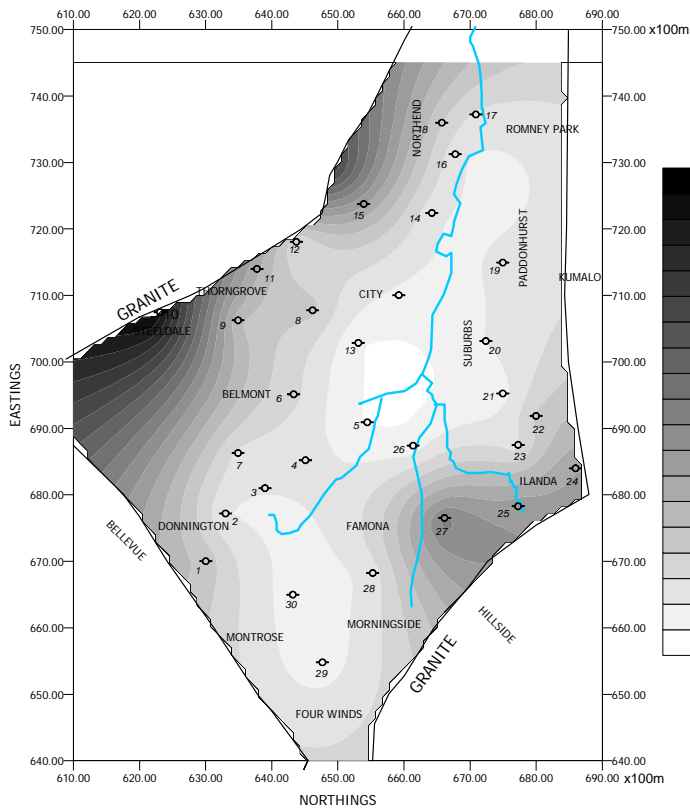 610.00 620.00 630.00 640.00 650.00 660.00 670.00 680.00 690.00
750.00 750.00 x100m
740.00 NORTHEND 18 17 ROMNEY PARK 740.00
730.00 16 730.00
720.00 15 14 PADDONHURST 720.00
12 19
THORNGROVE 11 KUMALO
GRANITE CITY
710.00 10 8 710.00
STEELDALE 9
13 SUBURBS 20
700.00 700.00
EASTINGS
BELMONT 6 21
690.00 5 22 690.00
26 23
7 4 24
680.00 3 ILANDA 680.00
DONNINGTON 2 FAMONA 27 25
BELLEVUE
670.00 1 28 670.00
30
660.00 MONTROSE MORNINGSIDE HILLSIDE 660.00
29 GRANITE
650.00 650.00
FOUR WINDS
640.00 640.00
610.00 620.00 630.00 640.00 650.00 660.00 670.00 680.00 690.00 x100m
NORTHINGS